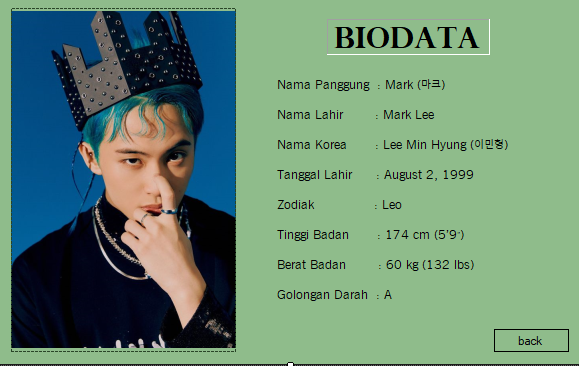 BIODATA
Nama Panggung : Mark (마크)
Nama Lahir : Mark Lee
Nama Korea : Lee Min Hyung (이민형)
Tanggal Lahir : August 2, 1999
Zodiak : Leo
Tinggi Badan : 174 cm (5'9")
Berat Badan : 60 kg (132 lbs)
Golongan Darah : A
back